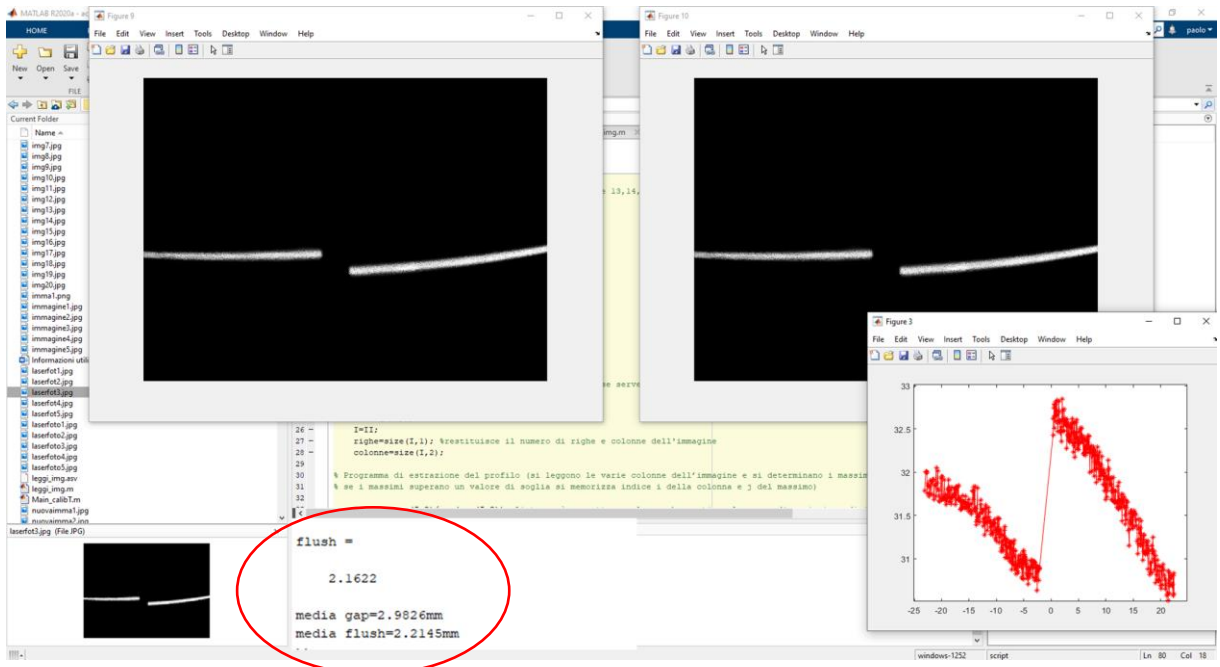 MATLAB R2020a -
Figure 9
Figure 10
HOME
File Edit View Insert Tools Desktop Window Help
File Edit View Insert Tools Desktop Window Help
paolo
New Open Save
FILE
Current Folder
Name
img.m
img7.jpg
img8.jpg
img9.jpg
img10.jpg
img11.jpg
img12.jpg
img13.jpg
img14.jpg
img15.jpg
img16.jpg
img17.jpg
img18.jpg
img19.jpg
img20.jpg
imma1.png
immagine1.jpg
immagine2.jpg
immagine3.jpg
immagine4.jpg
immagine5.jpg
Informazioni utili
laserfot1.jpg
laserfot2.jpg
laserfot3.jpg
laserfot4.jpg
laserfot5.jpg
laserfoto1.jpg
laserfoto2.jpg
laserfoto3.jpg
laserfoto4.jpg
laserfoto5.jpg
leggi_img.asv
leggi_img.m
Main_calibT.m
nuovaimma1.jpg
nuovaimma2.jpg
e 13,14,
se serve
26 - I=II;
27 - righe=size(I,1); %restituisce il numero di righe e colonne dell'immagine
28 - colonne=size(I,2);
29
30 % Programma di estrazione del profilo (si leggono le varie colonne dell'immagine e si determinano i massim
31 % se i massimi superano un valore di soglia si memorizza indice i della colonna e j del massimo)
32
Figure 3
File Edit View Insert Tools Desktop Window Help
33
32.5
32
31.5
31
-25 -20 -15 -10 -5 0 5 10 15 20
laserfot3.jpg (File JPG)
flush =
2.1622
media gap=2.9826mm
media flush=2.2145mm
windows-1252 script Ln 80 Col 18